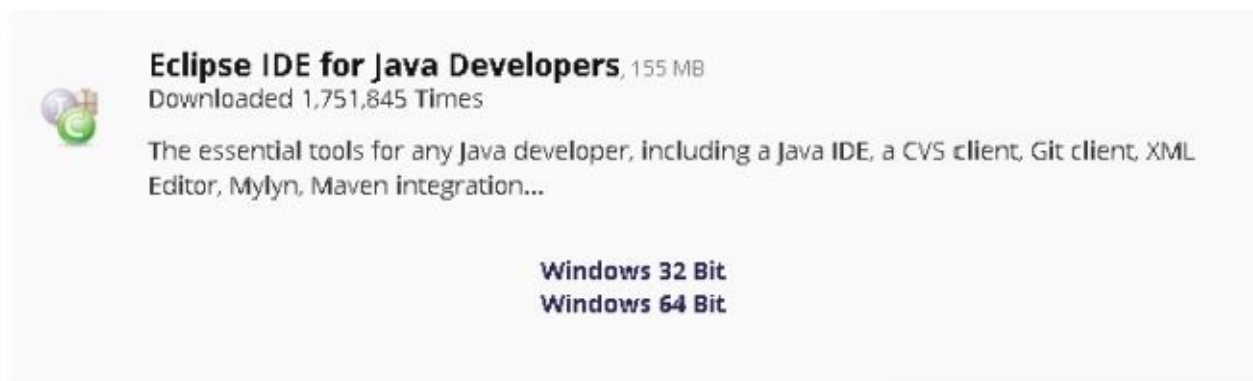 Eclipse IDE for Java Developers, 155 MB
Downloaded 1,751,845 Times
The essential tools for any Java developer, including a Java IDE, a CVS client, Git client, XML
Editor, Mylyn, Maven integration...
Windows 32 Bit
Windows 64 Bit